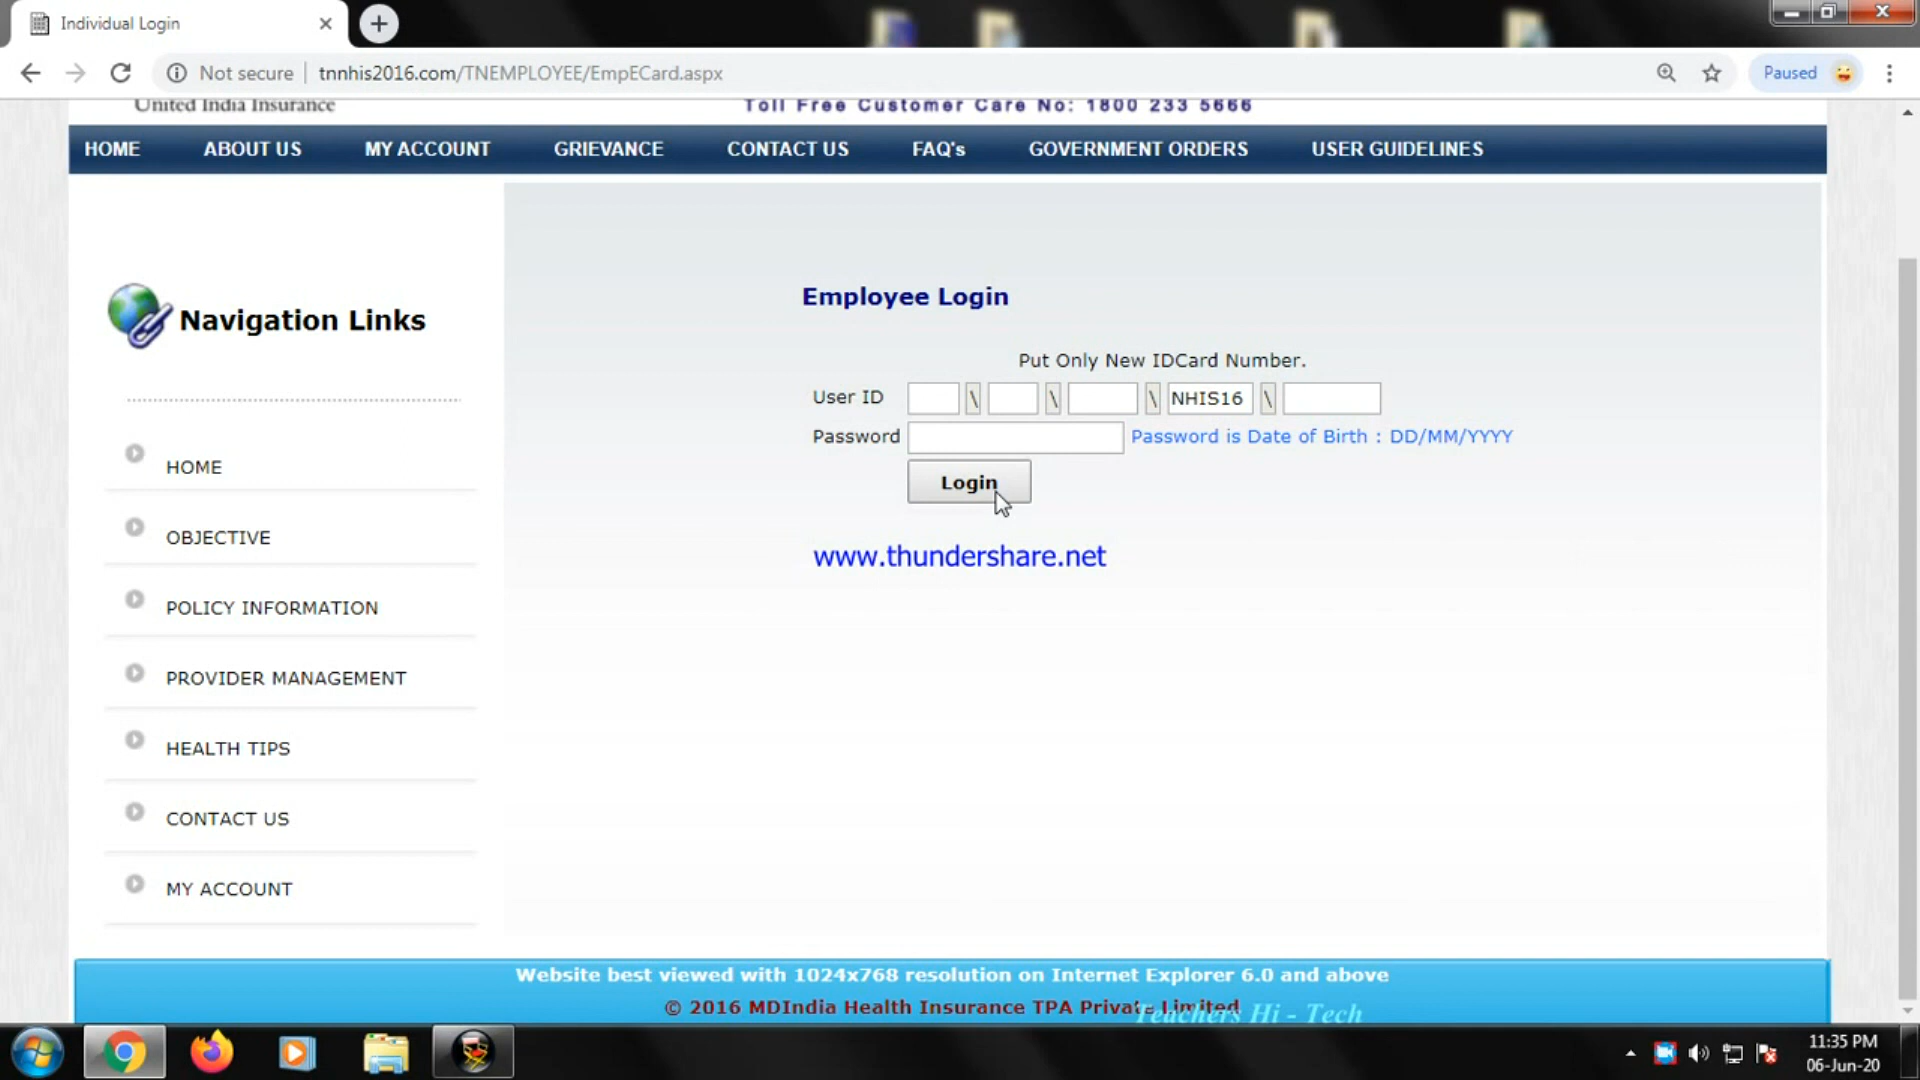 Individual Login
Not secure
tnnhis2016.com/TNEMPLOYEE/EmpECard.aspx
Paused
United India Insurance
Toll Free Customer Care No: 1800 233 5666
HOME ABOUT US MY ACCOUNT GRIEVANCE CONTACT US FAQ's GOVERNMENT ORDERS USER GUIDELINES
Navigation Links
HOME
OBJECTIVE
POLICY INFORMATION
PROVIDER MANAGEMENT
HEALTH TIPS
CONTACT US
MY ACCOUNT
Employee Login
Put Only New IDCard Number.
User ID \ \ \ NHIS16 \
Password Password is Date of Birth : DD/MM/YYYY
Login
www.thundershare.net
Website best viewed with 1024x768 resolution on Internet Explorer 6.0 and above
© 2016 MDIndia Health Insurance TPA Private Limited
Teachers Hi - Tech
11:35 PM
06-Jun-20